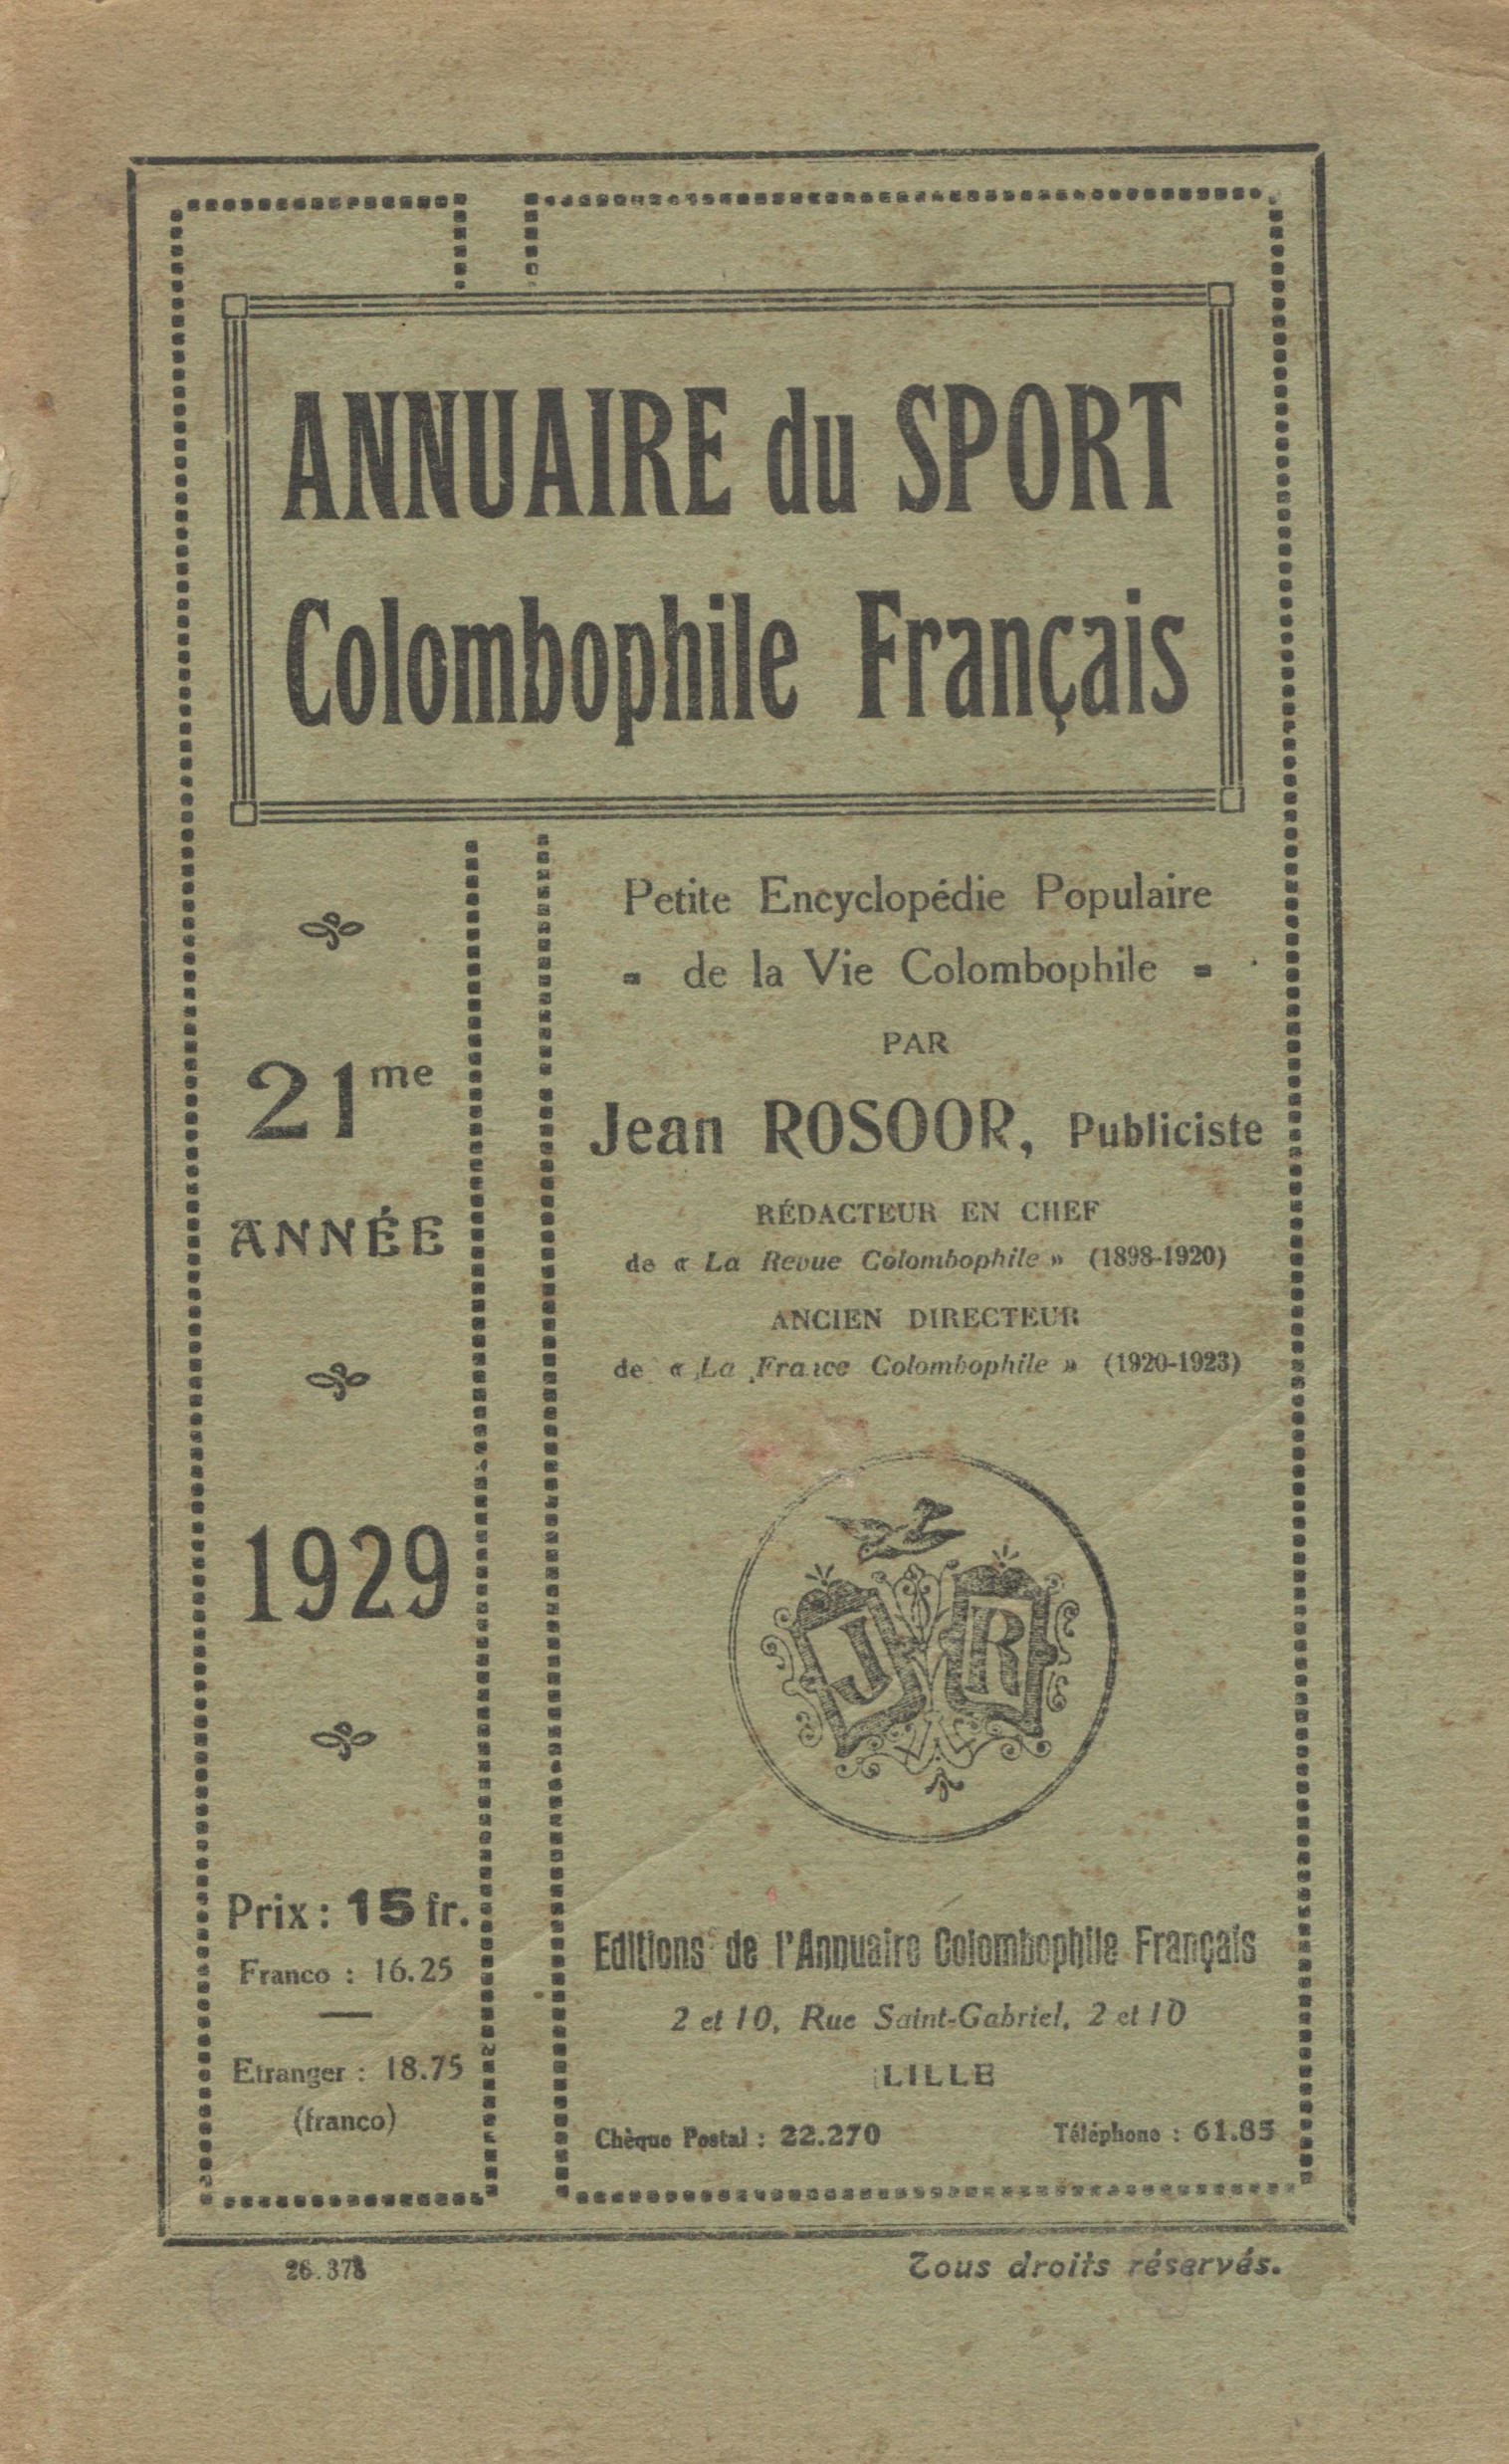 ANNUAIRE du SPORT
Colombophile Français
21me
ANNÉE
1929
Prix : 15 fr.
Franco : 16.25
Etranger : 18.75
(franco)
Petite Encyclopédie Populaire
de la Vie Colombophile
PAR
Jean ROSOOR, Publiciste
RÉDACTEUR EN CHEF
de « La Revue Colombophile » (1898-1920)
ANCIEN DIRECTEUR
de « La France Colombophile » (1920-1923)
J R
Editions de l'Annuaire Colombophile Français
2 et 10, Rue Saint-Gabriel, 2 et 10
LILLE
Chèque Postal : 22.270 Téléphone : 61.85
Tous droits réservés.